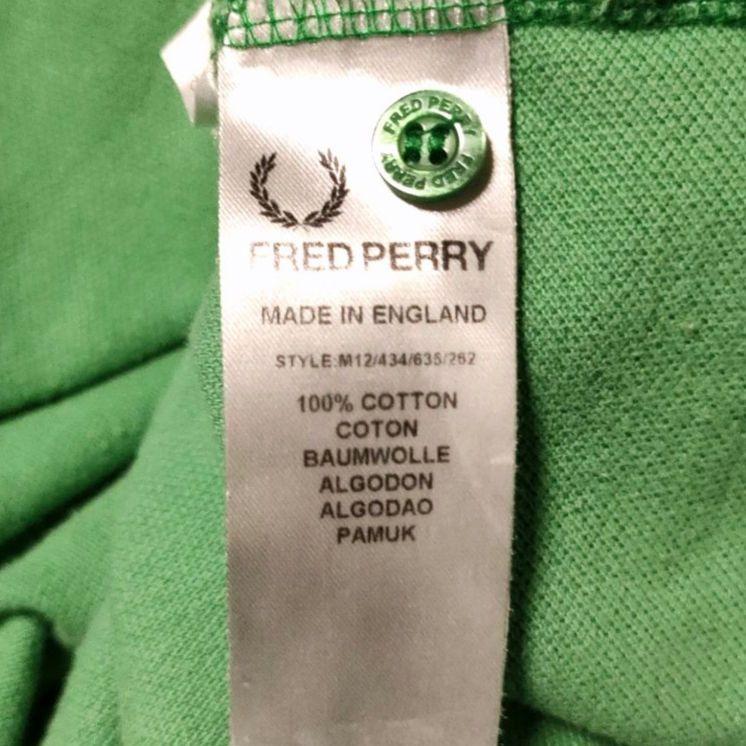 FRED PERRY
FRED PERRY
FRED PERRY
MADE IN ENGLAND
STYLE:M12/434/635/262
100% COTTON
COTON
BAUMWOLLE
ALGODON
ALGODAO
PAMUK